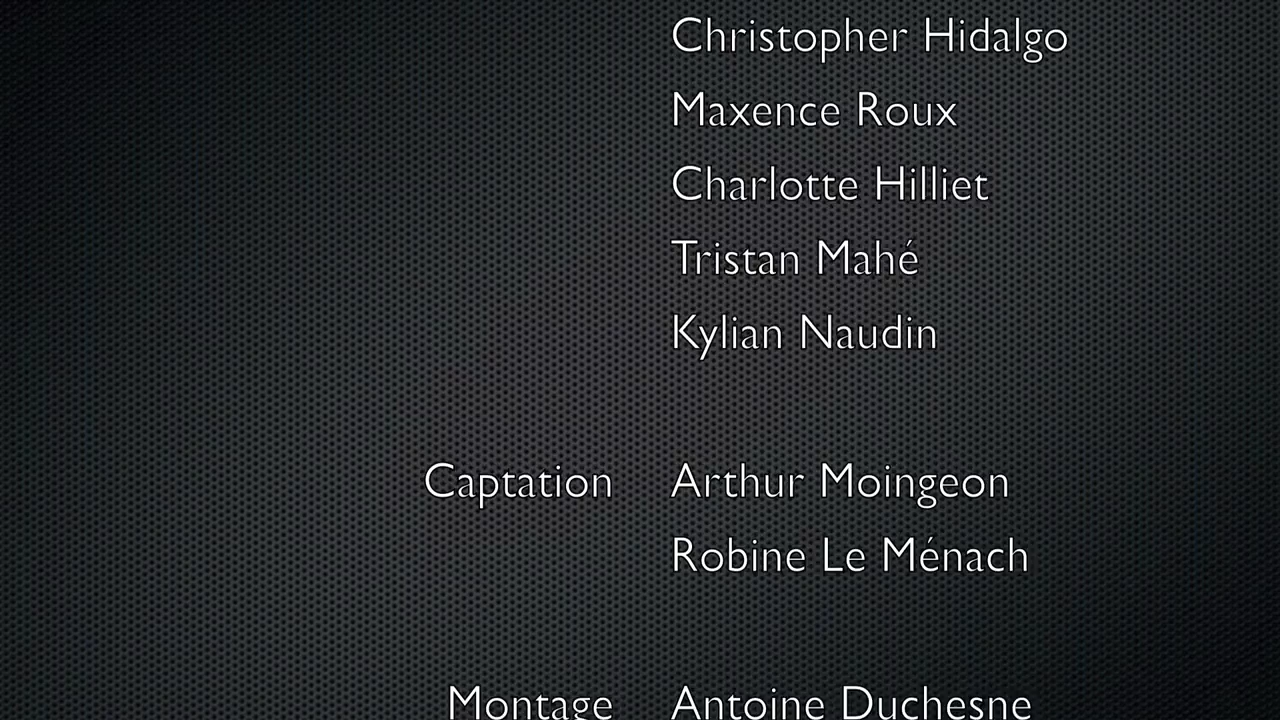 Christopher Hidalgo
Maxence Roux
Charlotte Hilliet
Tristan Mahé
Kylian Naudin
Captation Arthur Moingeon
Robine Le Ménach
Montage Antoine Duchesne